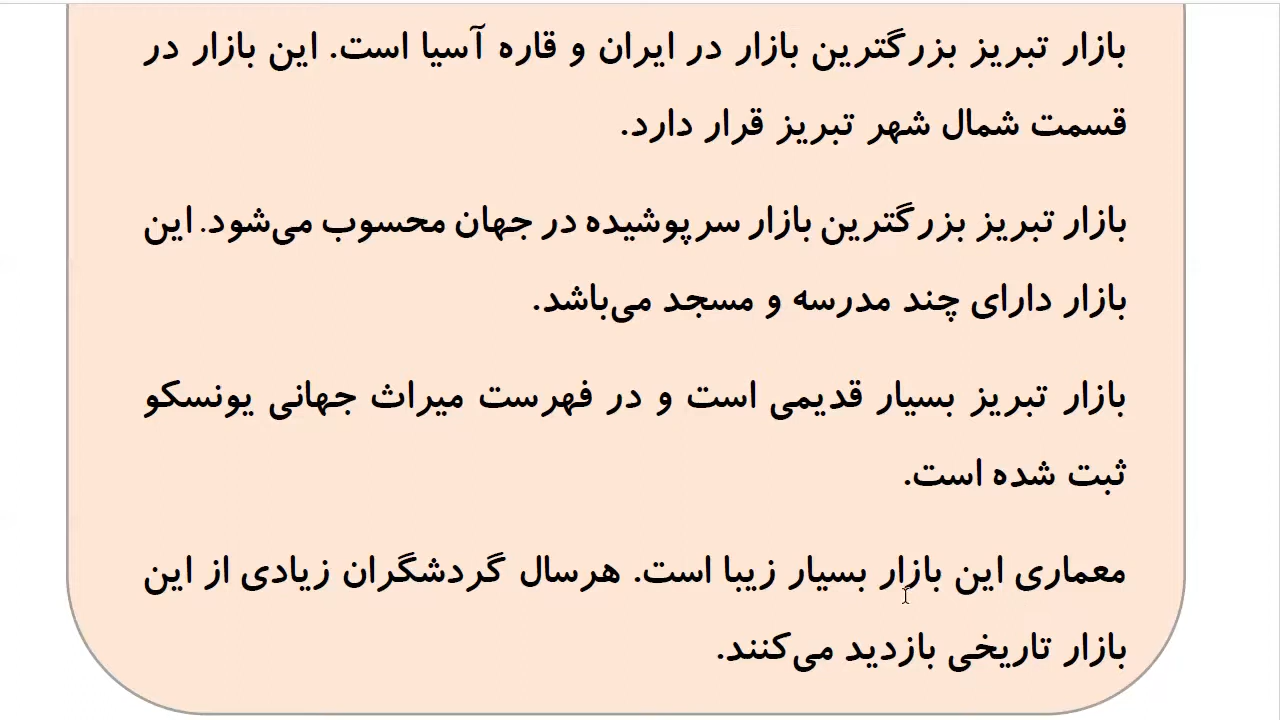 بازار تبریز بزرگترین بازار در ایران و قاره آسیا است. این بازار در
قسمت شمال شهر تبریز قرار دارد.
بازار تبریز بزرگترین بازار سرپوشیده در جهان محسوب می‌شود. این
بازار دارای چند مدرسه و مسجد می‌باشد.
بازار تبریز بسیار قدیمی است و در فهرست میراث جهانی یونسکو
ثبت شده است.
معماری این بازار بسیار زیبا است. هرسال گردشگران زیادی از این
بازار تاریخی بازدید می‌کنند.